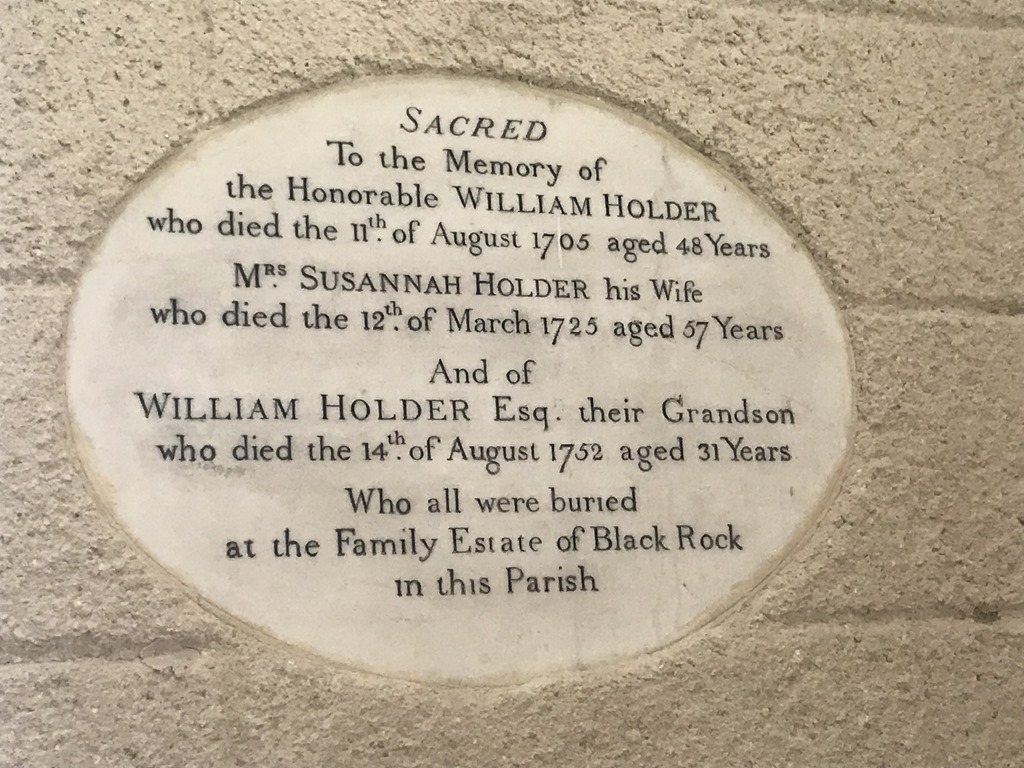 SACRED
To the Memory of
the Honorable WILLIAM HOLDER
who died the 11th. of August 1705 aged 48 Years
MRS. SUSANNAH HOLDER his Wife
who died the 12th. of March 1725 aged 57 Years
And of
WILLIAM HOLDER Esq. their Grandson
who died the 14th. of August 1752 aged 31 Years
Who all were buried
at the Family Estate of Black Rock
in this Parish